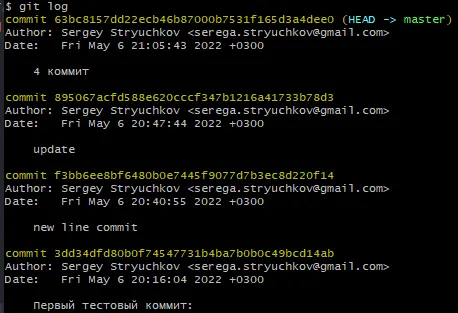 $ git log
commit 63bc8157dd22ecb46b87000b7531f165d3a4dee0 (HEAD -> master)
Author: Sergey Stryuchkov <serega.stryuchkov@gmail.com>
Date:   Fri May 6 21:05:43 2022 +0300
4 коммит
commit 895067acfd588e620cccf347b1216a41733b78d3
Author: Sergey Stryuchkov <serega.stryuchkov@gmail.com>
Date:   Fri May 6 20:47:44 2022 +0300
update
commit f3bb6ee8bf6480b0e7445f9077d7b3ec8d220f14
Author: Sergey Stryuchkov <serega.stryuchkov@gmail.com>
Date:   Fri May 6 20:40:55 2022 +0300
new line commit
commit 3dd34dfd80b0f74547731b4ba7b0b0c49bcd14ab
Author: Sergey Stryuchkov <serega.stryuchkov@gmail.com>
Date:   Fri May 6 20:16:04 2022 +0300
Первый тестовый коммит: